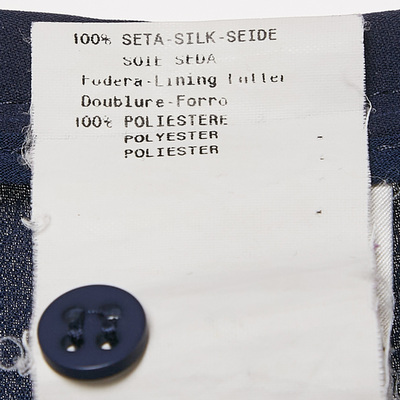 100% SETA-SILK-SEIDE
SOIE SEDA
Fodera-Lining Futter
Doublure-Forro
100% POLIESTERE
POLYESTER
POLIESTER